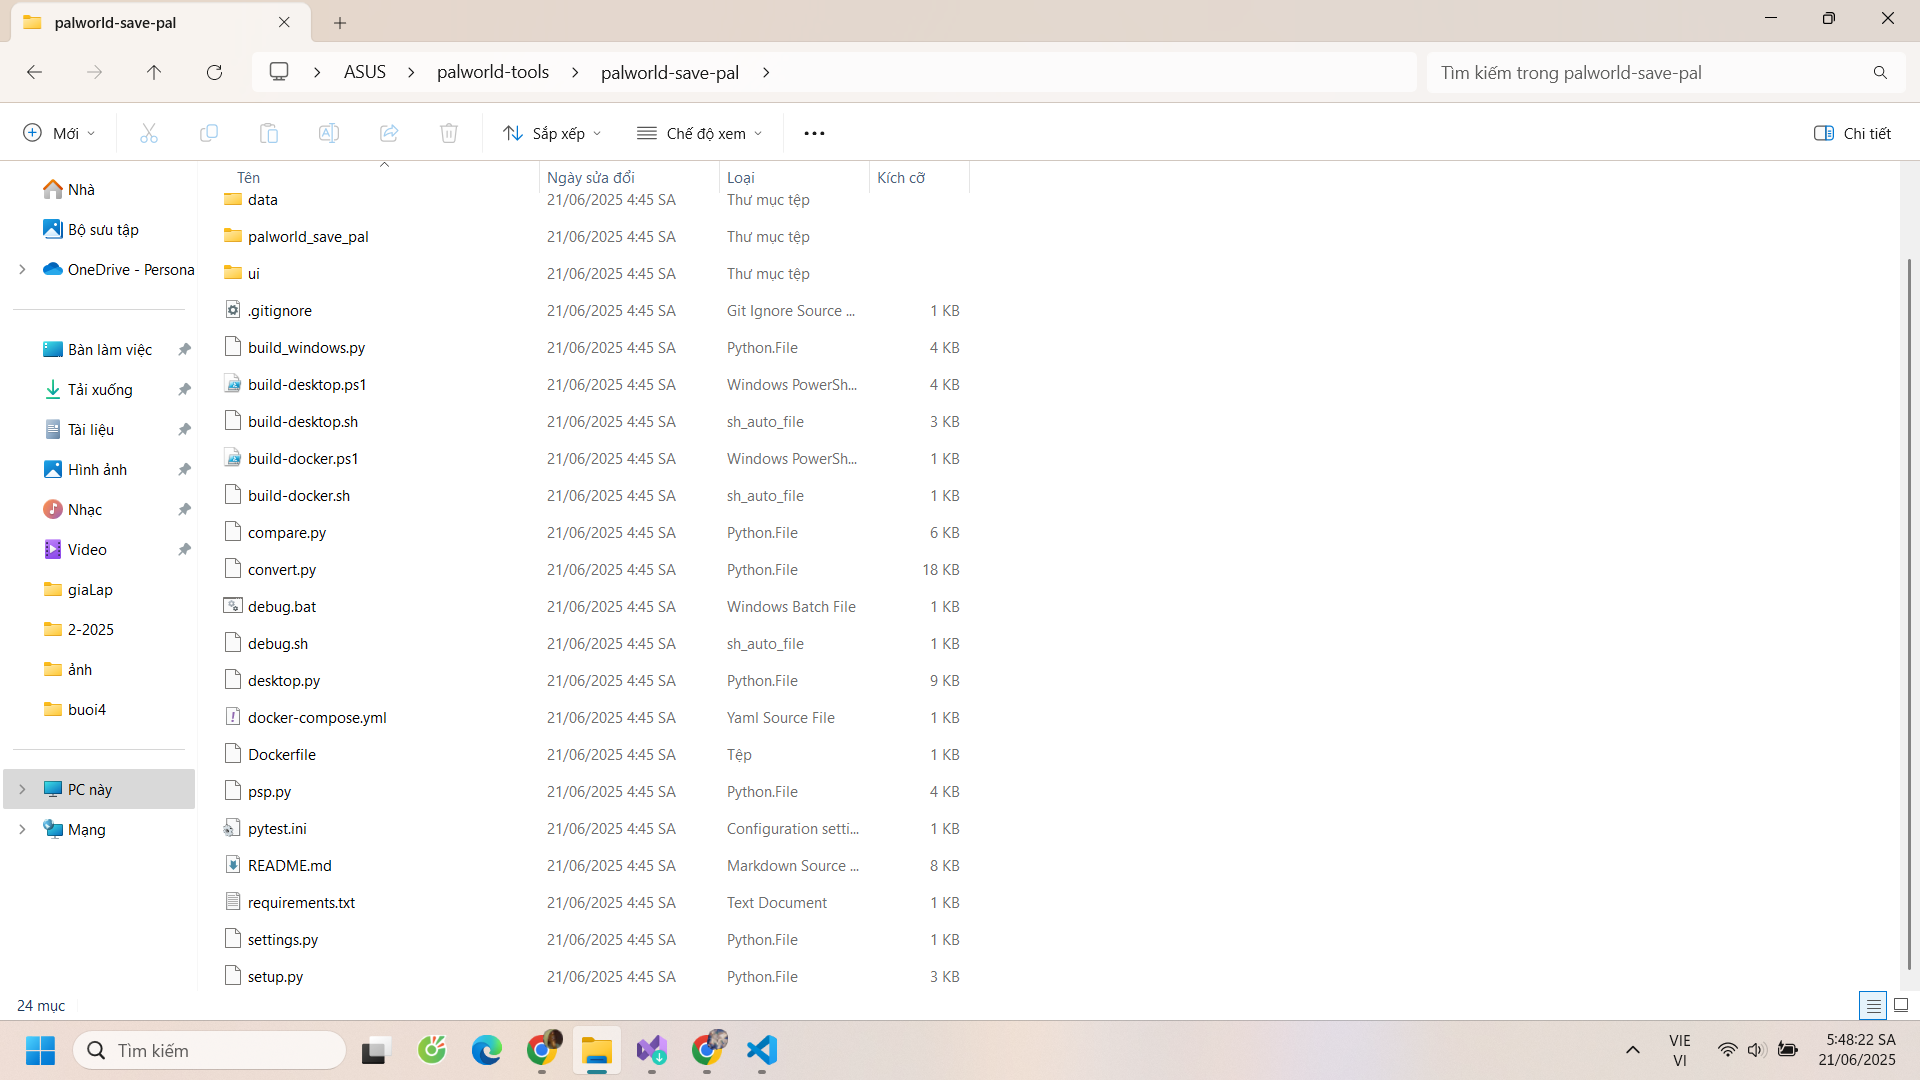 palworld-save-pal
ASUS palworld-tools palworld-save-pal
Tìm kiếm trong palworld-save-pal
Mới
Sắp xếp
Chế độ xem
Chi tiết
Nhà
Bộ sưu tập
OneDrive - Persona
Bàn làm việc
Tải xuống
Tài liệu
Hình ảnh
Nhạc
Video
giaLap
2-2025
ảnh
buoi4
PC này
Mạng
Tên Ngày sửa đổi Loại Kích cỡ
data 21/06/2025 4:45 SA Thư mục tệp
palworld_save_pal 21/06/2025 4:45 SA Thư mục tệp
ui 21/06/2025 4:45 SA Thư mục tệp
.gitignore 21/06/2025 4:45 SA Git Ignore Source ... 1 KB
build_windows.py 21/06/2025 4:45 SA Python.File 4 KB
build-desktop.ps1 21/06/2025 4:45 SA Windows PowerSh... 4 KB
build-desktop.sh 21/06/2025 4:45 SA sh_auto_file 3 KB
build-docker.ps1 21/06/2025 4:45 SA Windows PowerSh... 1 KB
build-docker.sh 21/06/2025 4:45 SA sh_auto_file 1 KB
compare.py 21/06/2025 4:45 SA Python.File 6 KB
convert.py 21/06/2025 4:45 SA Python.File 18 KB
debug.bat 21/06/2025 4:45 SA Windows Batch File 1 KB
debug.sh 21/06/2025 4:45 SA sh_auto_file 1 KB
desktop.py 21/06/2025 4:45 SA Python.File 9 KB
docker-compose.yml 21/06/2025 4:45 SA Yaml Source File 1 KB
Dockerfile 21/06/2025 4:45 SA Tệp 1 KB
psp.py 21/06/2025 4:45 SA Python.File 4 KB
pytest.ini 21/06/2025 4:45 SA Configuration setti... 1 KB
README.md 21/06/2025 4:45 SA Markdown Source ... 8 KB
requirements.txt 21/06/2025 4:45 SA Text Document 1 KB
settings.py 21/06/2025 4:45 SA Python.File 1 KB
setup.py 21/06/2025 4:45 SA Python.File 3 KB
24 mục
Tìm kiếm
VIE
VI
5:48:22 SA
21/06/2025